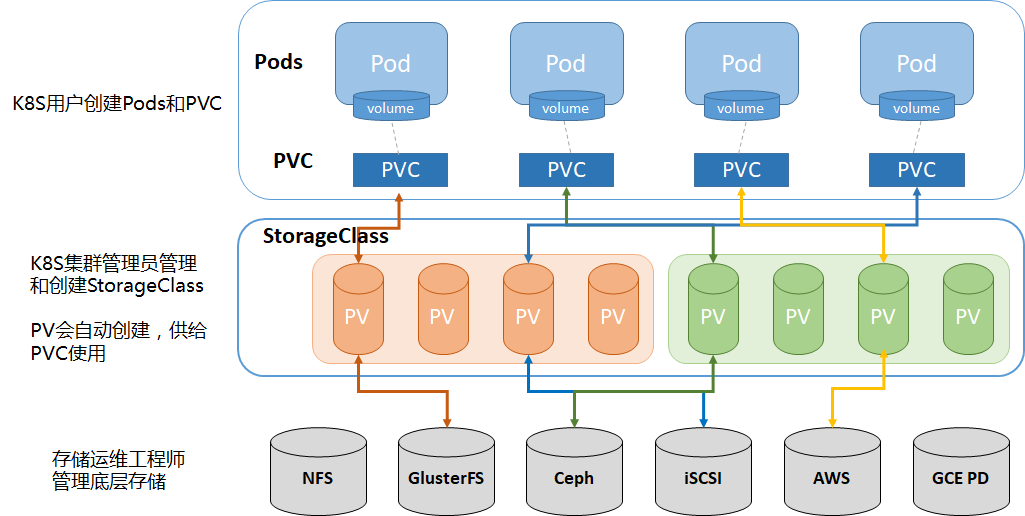 Pods
Pod
Pod
Pod
Pod
volume
volume
volume
volume
K8S用户创建Pods和PVC
PVC
PVC
PVC
PVC
PVC
StorageClass
K8S集群管理员管理
和创建StorageClass
PV会自动创建，供给
PVC使用
PV
PV
PV
PV
PV
PV
PV
PV
存储运维工程师
管理底层存储
NFS
GlusterFS
Ceph
iSCSI
AWS
GCE PD